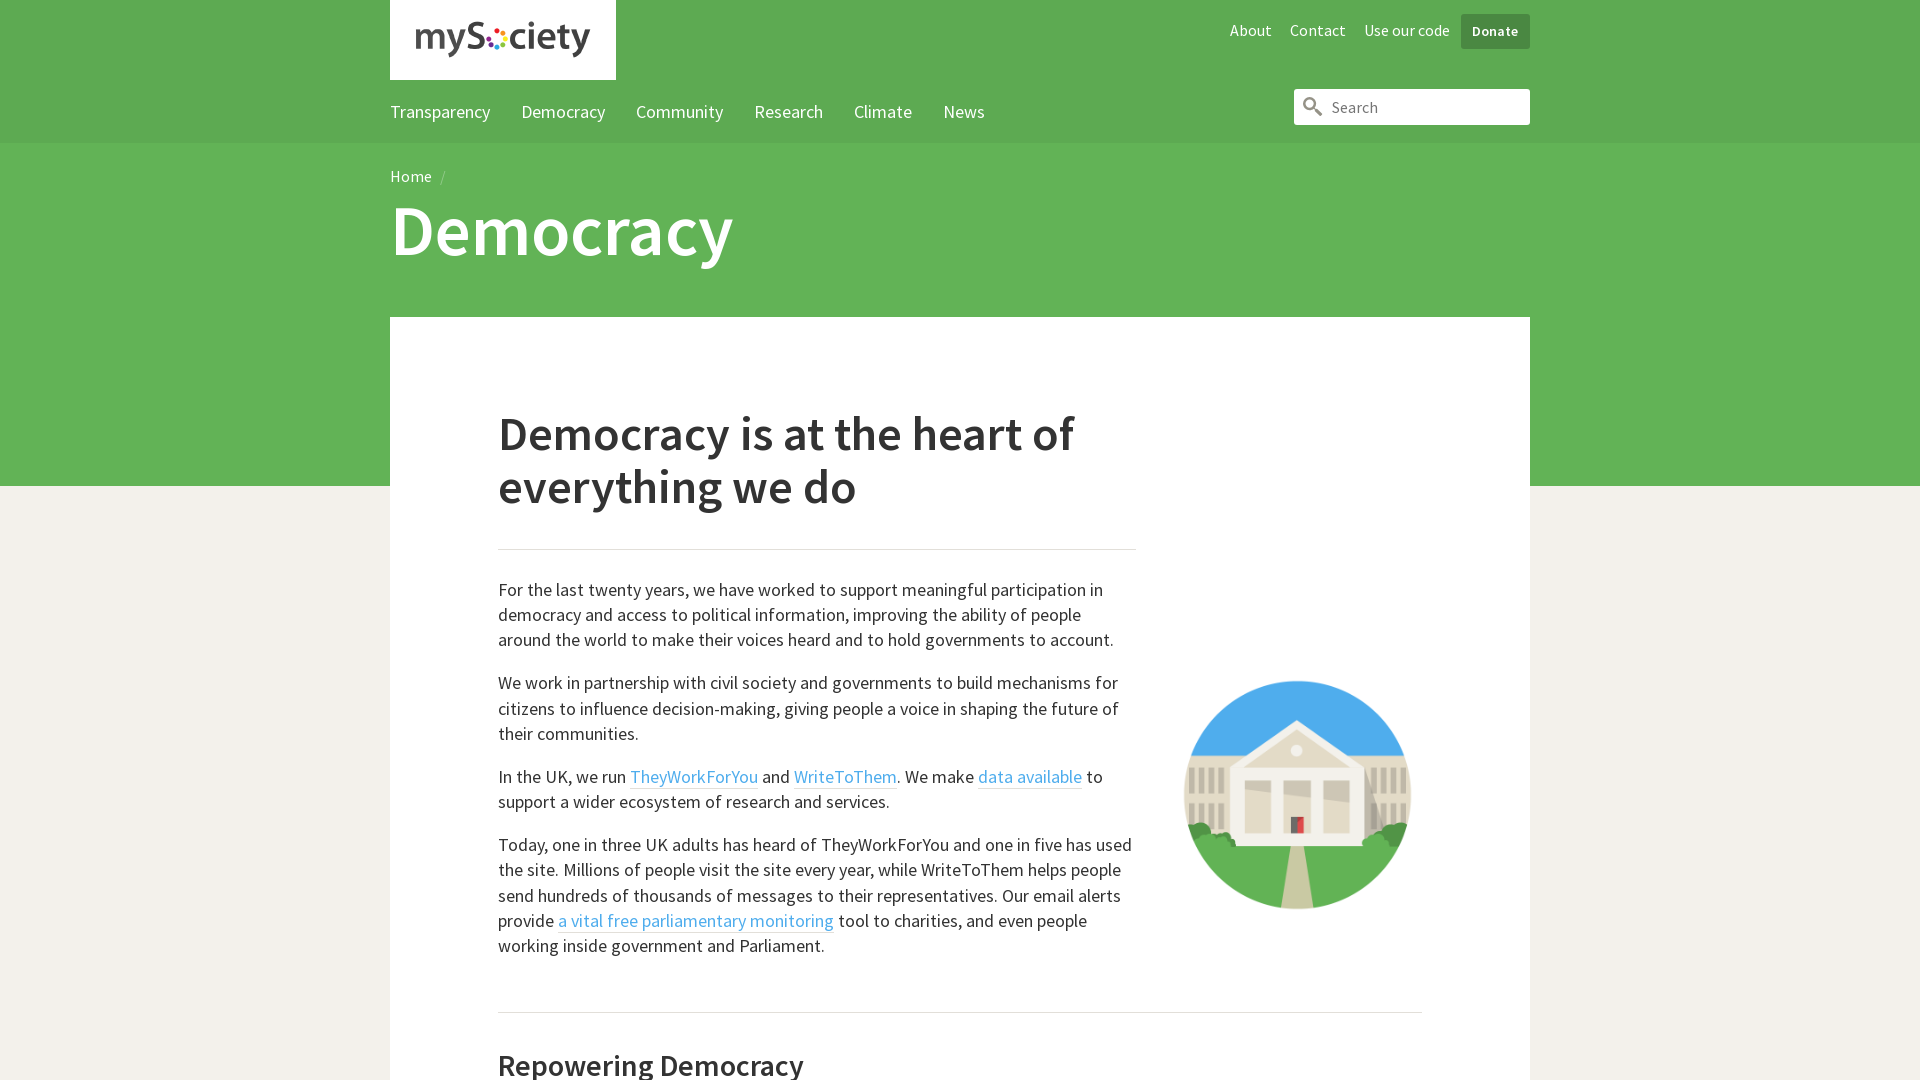 mySociety
About Contact Use our code Donate
Transparency Democracy Community Research Climate News
Search
Home /
Democracy
Democracy is at the heart of
everything we do
For the last twenty years, we have worked to support meaningful participation in
democracy and access to political information, improving the ability of people
around the world to make their voices heard and to hold governments to account.
We work in partnership with civil society and governments to build mechanisms for
citizens to influence decision-making, giving people a voice in shaping the future of
their communities.
In the UK, we run TheyWorkForYou and WriteToThem. We make data available to
support a wider ecosystem of research and services.
Today, one in three UK adults has heard of TheyWorkForYou and one in five has used
the site. Millions of people visit the site every year, while WriteToThem helps people
send hundreds of thousands of messages to their representatives. Our email alerts
provide a vital free parliamentary monitoring tool to charities, and even people
working inside government and Parliament.
Repowering Democracy